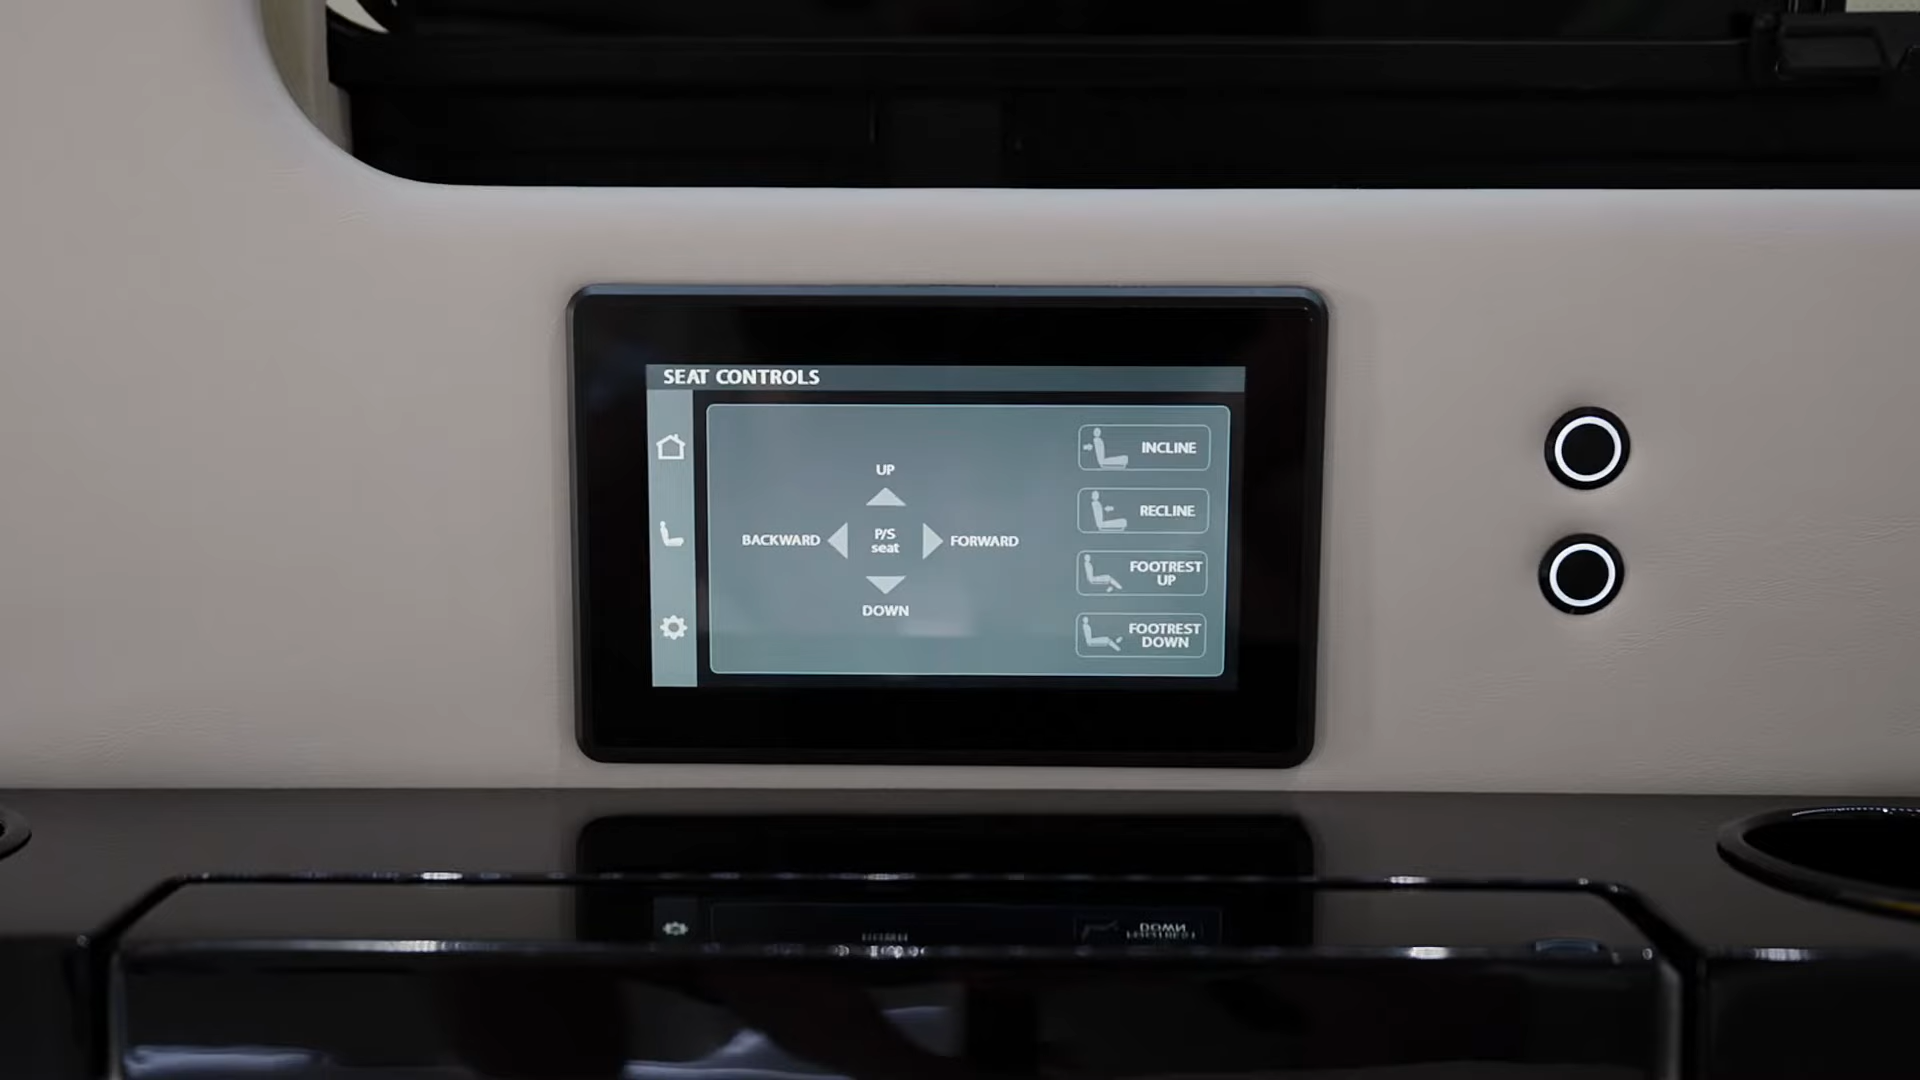 SEAT CONTROLS
UP
BACKWARD
P/S
seat
FORWARD
DOWN
INCLINE
RECLINE
FOOTREST
UP
FOOTREST
DOWN